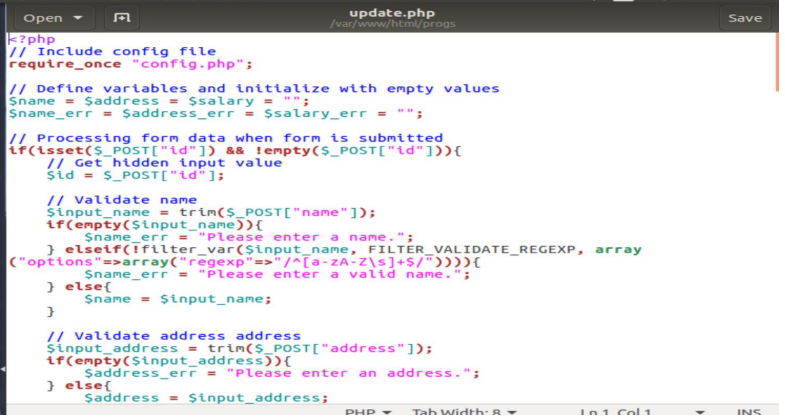 Open
update.php
/var/www/html/progs
Save
<?php
// Include config file
require_once "config.php";

// Define variables and initialize with empty values
$name = $address = $salary = "";
$name_err = $address_err = $salary_err = "";

// Processing form data when form is submitted
if(isset($_POST["id"]) && !empty($_POST["id"])){
    // Get hidden input value
    $id = $_POST["id"];

    // Validate name
    $input_name = trim($_POST["name"]);
    if(empty($input_name)){
        $name_err = "Please enter a name.";
    } elseif(!filter_var($input_name, FILTER_VALIDATE_REGEXP, array
("options"=>array("regexp"=>"/^[a-zA-Z\s]+$/")))){
        $name_err = "Please enter a valid name.";
    } else{
        $name = $input_name;
    }

    // Validate address address
    $input_address = trim($_POST["address"]);
    if(empty($input_address)){
        $address_err = "Please enter an address.";
    } else{
        $address = $input_address;
PHP Tab Width: 8 Ln 1, Col 1 INS